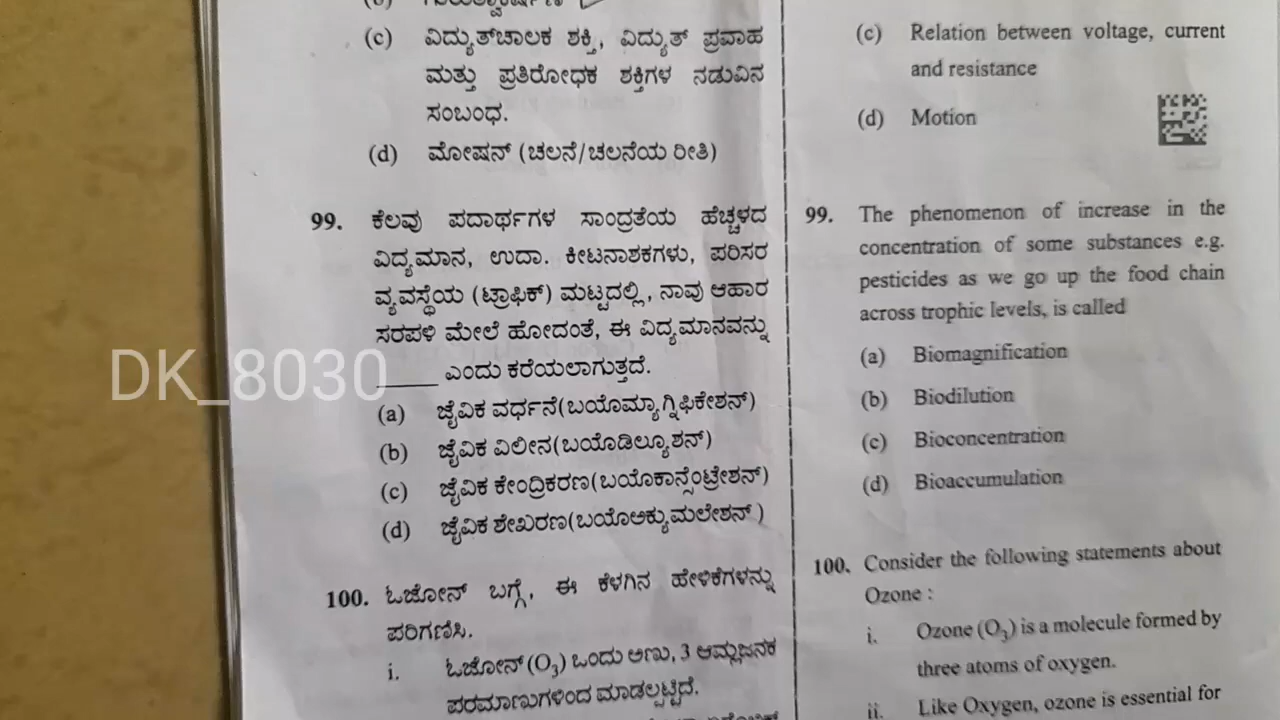 (c) ವಿದ್ಯುತ್‌ಚಾಲಕ ಶಕ್ತಿ, ವಿದ್ಯುತ್ ಪ್ರವಾಹ
ಮತ್ತು ಪ್ರತಿರೋಧಕ ಶಕ್ತಿಗಳ ನಡುವಿನ
ಸಂಬಂಧ.
(d) ಮೋಷನ್ (ಚಲನೆ/ಚಲನೆಯ ರೀತಿ)
99. ಕೆಲವು ಪದಾರ್ಥಗಳ ಸಾಂದ್ರತೆಯ ಹೆಚ್ಚಳದ
ವಿದ್ಯಮಾನ, ಉದಾ. ಕೀಟನಾಶಕಗಳು, ಪರಿಸರ
ವ್ಯವಸ್ಥೆಯ (ಟ್ರಾಫಿಕ್) ಮಟ್ಟದಲ್ಲಿ, ನಾವು ಆಹಾರ
ಸರಪಳಿ ಮೇಲೆ ಹೋದಂತೆ, ಈ ವಿದ್ಯಮಾನವನ್ನು
_____ ಎಂದು ಕರೆಯಲಾಗುತ್ತದೆ.
(a) ಜೈವಿಕ ವರ್ಧನೆ(ಬಯೊಮ್ಯಾಗ್ನಿಫಿಕೇಶನ್)
(b) ಜೈವಿಕ ವಿಲೀನ(ಬಯೊಡಿಲ್ಯೂಶನ್)
(c) ಜೈವಿಕ ಕೇಂದ್ರಿಕರಣ(ಬಯೊಕಾನ್ಸೆಂಟ್ರೇಶನ್)
(d) ಜೈವಿಕ ಶೇಖರಣ(ಬಯೊಅಕ್ಯುಮಲೇಶನ್ )
100. ಓಜೋನ್ ಬಗ್ಗೆ, ಈ ಕೆಳಗಿನ ಹೇಳಿಕೆಗಳನ್ನು
ಪರಿಗಣಿಸಿ.
i. ಓಜೋನ್ (O3) ಒಂದು ಅಣು, 3 ಆಮ್ಲಜನಕ
ಪರಮಾಣುಗಳಿಂದ ಮಾಡಲ್ಪಟ್ಟಿದೆ.
(c) Relation between voltage, current
and resistance
(d) Motion
99. The phenomenon of increase in the
concentration of some substances e.g.
pesticides as we go up the food chain
across trophic levels, is called
(a) Biomagnification
(b) Biodilution
(c) Bioconcentration
(d) Bioaccumulation
100. Consider the following statements about
Ozone :
i. Ozone (O3) is a molecule formed by
three atoms of oxygen.
ii. Like Oxygen, ozone is essential for
DK_8030